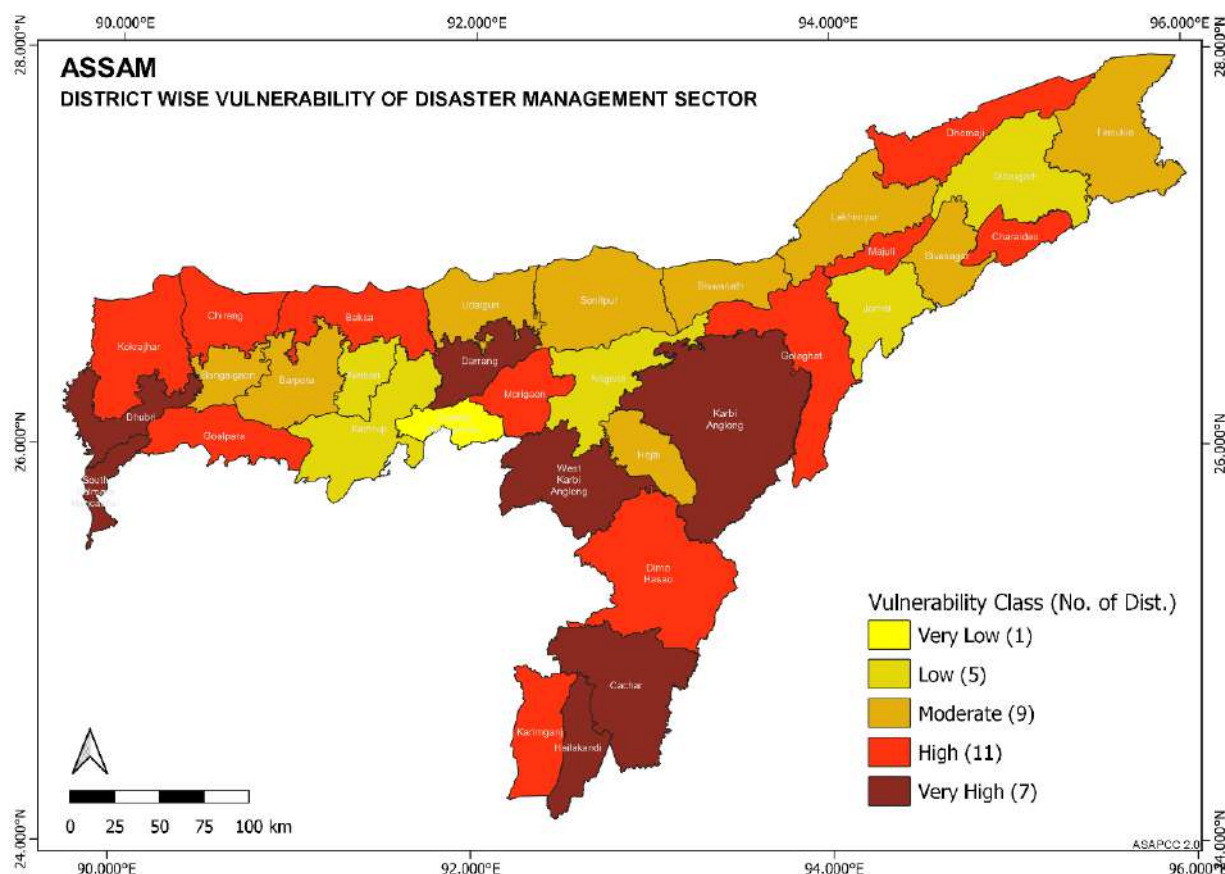 90.000°E 92.000°E 94.000°E 96.000°E
28.000°N 28.000°N
ASSAM
DISTRICT WISE VULNERABILITY OF DISASTER MANAGEMENT SECTOR
Dhemaji
Tinsukia
Dibrugarh
Lakhimpur
Charaideo
Majuli
Sivasagar
Biswanath
Sonitpur
Udalguri
Jorhat
Chirang
Baksa
Kokrajhar
Golaghat
Darrang
Nagaon
Bongaigaon
Barpeta
Nalbari
Morigaon
Dhubri
Karbi
Anglong
Goalpara
Kamrup
26.000°N 26.000°N
Hojai
West
Karbi
Anglong
South
Dima
Hasao
Cachar
Karimganj
Hailakandi
Vulnerability Class (No. of Dist.)
Very Low (1)
Low (5)
Moderate (9)
High (11)
Very High (7)
0 25 50 75 100 km
ASAPCC 2.0
24.000°N 24.000°N
90.000°E 92.000°E 94.000°E 96.000°E